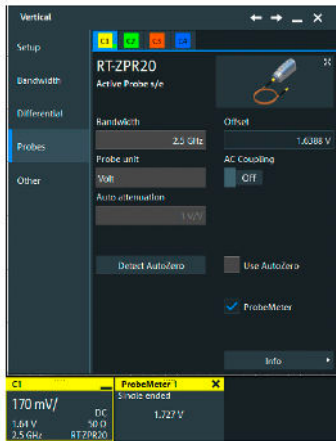 Vertical
Setup
Bandwidth
Differential
Probes
Other
C1 C2 C3 C4
RT-ZPR20
Active Probe s/e
Bandwidth
2.5 GHz
Offset
1.6388 V
Probe unit
Volt
AC Coupling
Off
Auto attenuation
1 V/V
Detect AutoZero
Use AutoZero
ProbeMeter
Info
C1
170 mV/
DC
1.64 V
50 Ω
2.5 GHz
RT-ZPR20
ProbeMeter1
Single ended
1.727 V